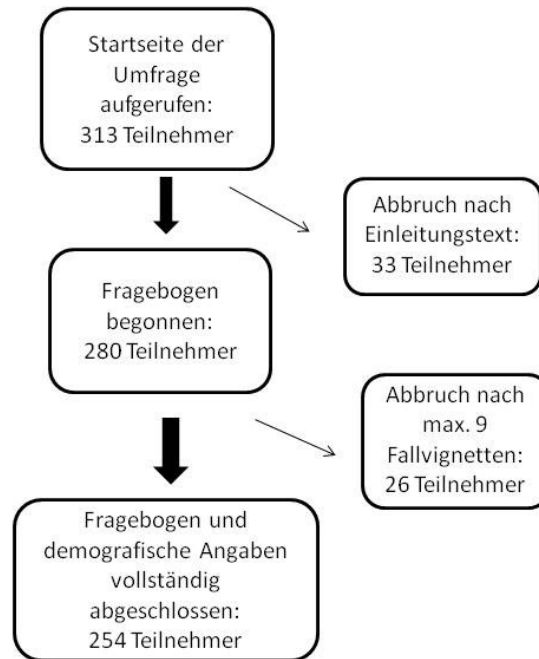 Startseite der
Umfrage
aufgerufen:
313 Teilnehmer
Abbruch nach
Einleitungstext:
33 Teilnehmer
Fragebogen
begonnen:
280 Teilnehmer
Abbruch nach
max. 9
Fallvignetten:
26 Teilnehmer
Fragebogen und
demografische Angaben
vollständig
abgeschlossen:
254 Teilnehmer